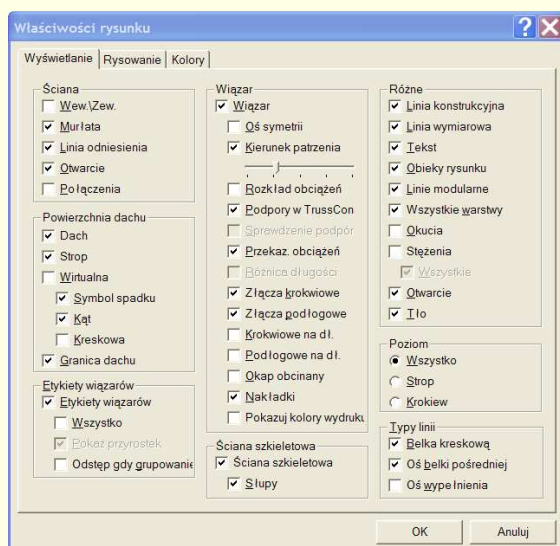 Właściwości rysunku
Wyświetlanie Rysowanie Kolory
Ściana
Wew.\Zew.
Murłata
Linia odniesienia
Otwarcie
Połączenia
Powierzchnia dachu
Dach
Strop
Wirtualna
Symbol spadku
Kąt
Kreskowa
Granica dachu
Etykiety wiązarów
Etykiety wiązarów
Wszystko
Pokaż przyrostek
Odstęp gdy grupowanie
Wiązar
Wiązar
Oś symetrii
Kierunek patrzenia
Rozkład obciążeń
Podpory w TrussCon
Sprawdzenie podpór
Przekaz. obciążeń
Różnica długości
Złącza krokwiowe
Złącza podłogowe
Krokwiowe na dł.
Podłogowe na dł.
Okap obcinany
Nakładki
Pokazuj kolory wydruku
Ściana szkieletowa
Ściana szkieletowa
Słupy
Różne
Linia konstrukcyjna
Linia wymiarowa
Tekst
Obieky rysunku
Linie modularne
Wszystkie warstwy
Okucia
Stężenia
Wszystkie
Otwarcie
Tło
Poziom
Wszystko
Strop
Krokiew
Typy linii
Belka kreskową
Oś belki pośredniej
Oś wypełnienia
OK Anuluj